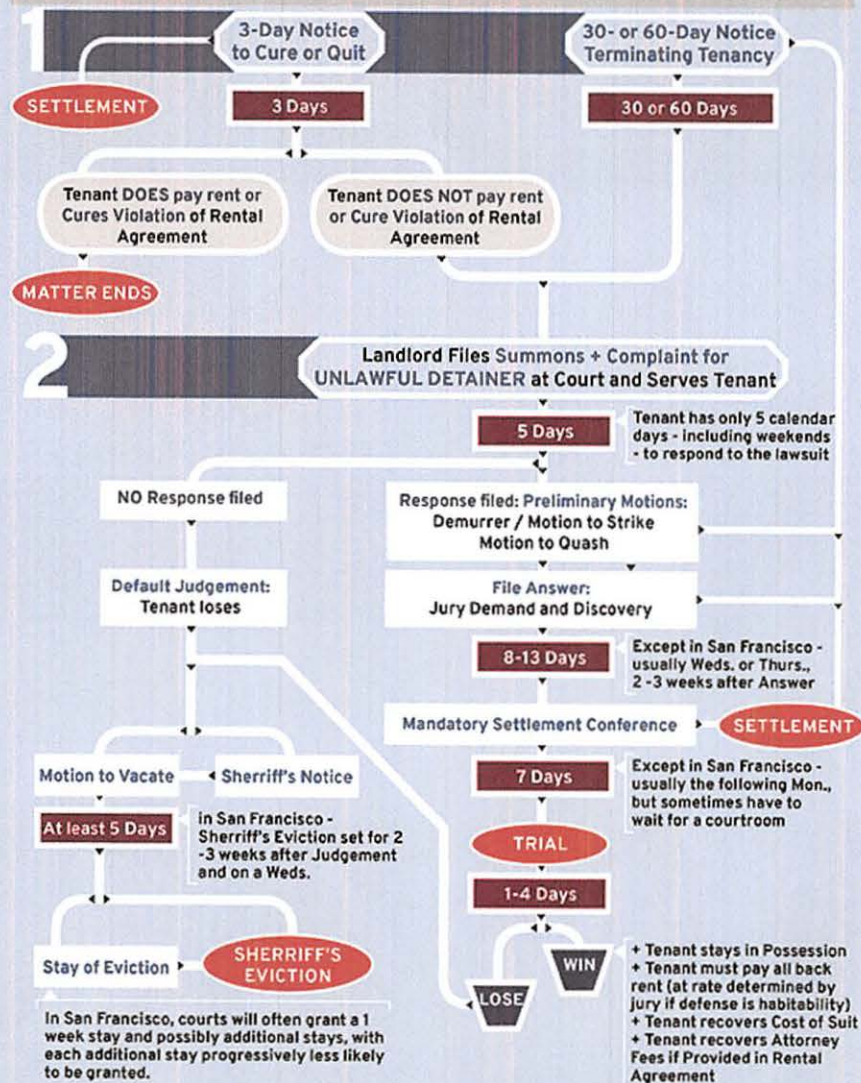 1
3-Day Notice
to Cure or Quit
30- or 60-Day Notice
Terminating Tenancy
SETTLEMENT
3 Days
30 or 60 Days
Tenant DOES pay rent or
Cures Violation of Rental
Agreement
Tenant DOES NOT pay rent
or Cure Violation of Rental
Agreement
MATTER ENDS
2
Landlord Files Summons + Complaint for
UNLAWFUL DETAINER at Court and Serves Tenant
5 Days
Tenant has only 5 calendar
days - including weekends
- to respond to the lawsuit
NO Response filed
Response filed: Preliminary Motions:
Demurrer / Motion to Strike
Motion to Quash
Default Judgement:
Tenant loses
File Answer:
Jury Demand and Discovery
8-13 Days
Except in San Francisco -
usually Weds. or Thurs.,
2 -3 weeks after Answer
Mandatory Settlement Conference
SETTLEMENT
Motion to Vacate
Sherriff's Notice
7 Days
Except in San Francisco -
usually the following Mon.,
but sometimes have to
wait for a courtroom
At least 5 Days
in San Francisco -
Sherriff's Eviction set for 2
-3 weeks after Judgement
and on a Weds.
TRIAL
1-4 Days
Stay of Eviction
SHERRIFF'S
EVICTION
LOSE
WIN
+ Tenant stays in Possession
+ Tenant must pay all back
rent (at rate determined by
jury if defense is habitability)
+ Tenant recovers Cost of Suit
+ Tenant recovers Attorney
Fees if Provided in Rental
Agreement
In San Francisco, courts will often grant a 1
week stay and possibly additional stays, with
each additional stay progressively less likely
to be granted.